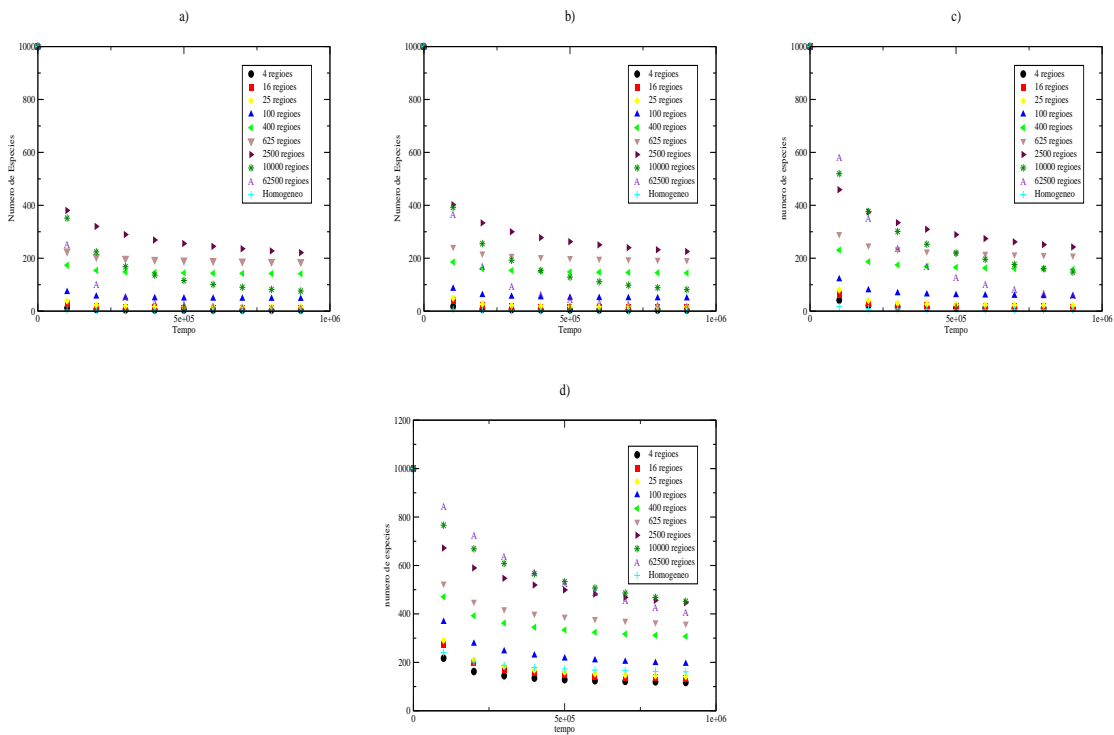 a)
1000
800
600
400
200
0
Numero de Especies
0
5e+05
1e+06
Tempo
4 regioes
16 regioes
25 regioes
100 regioes
400 regioes
625 regioes
2500 regioes
10000 regioes
A 62500 regioes
Homogeneo
b)
1000
800
600
400
200
0
Numero de Especies
0
5e+05
1e+06
Tempo
4 regioes
16 regioes
25 regioes
100 regioes
400 regioes
625 regioes
2500 regioes
10000 regioes
A 62500 regioes
Homogeneo
c)
1000
800
600
400
200
0
numero de especies
0
5e+05
1e+06
Tempo
4 regioes
16 regioes
25 regioes
100 regioes
400 regioes
625 regioes
2500 regioes
10000 regioes
A 62500 regioes
Homogeneo
d)
1200
1000
800
600
400
200
0
numero de especies
0
5e+05
1e+06
tempo
4 regioes
16 regioes
25 regioes
100 regioes
400 regioes
625 regioes
2500 regioes
10000 regioes
A 62500 regioes
Homogeneo